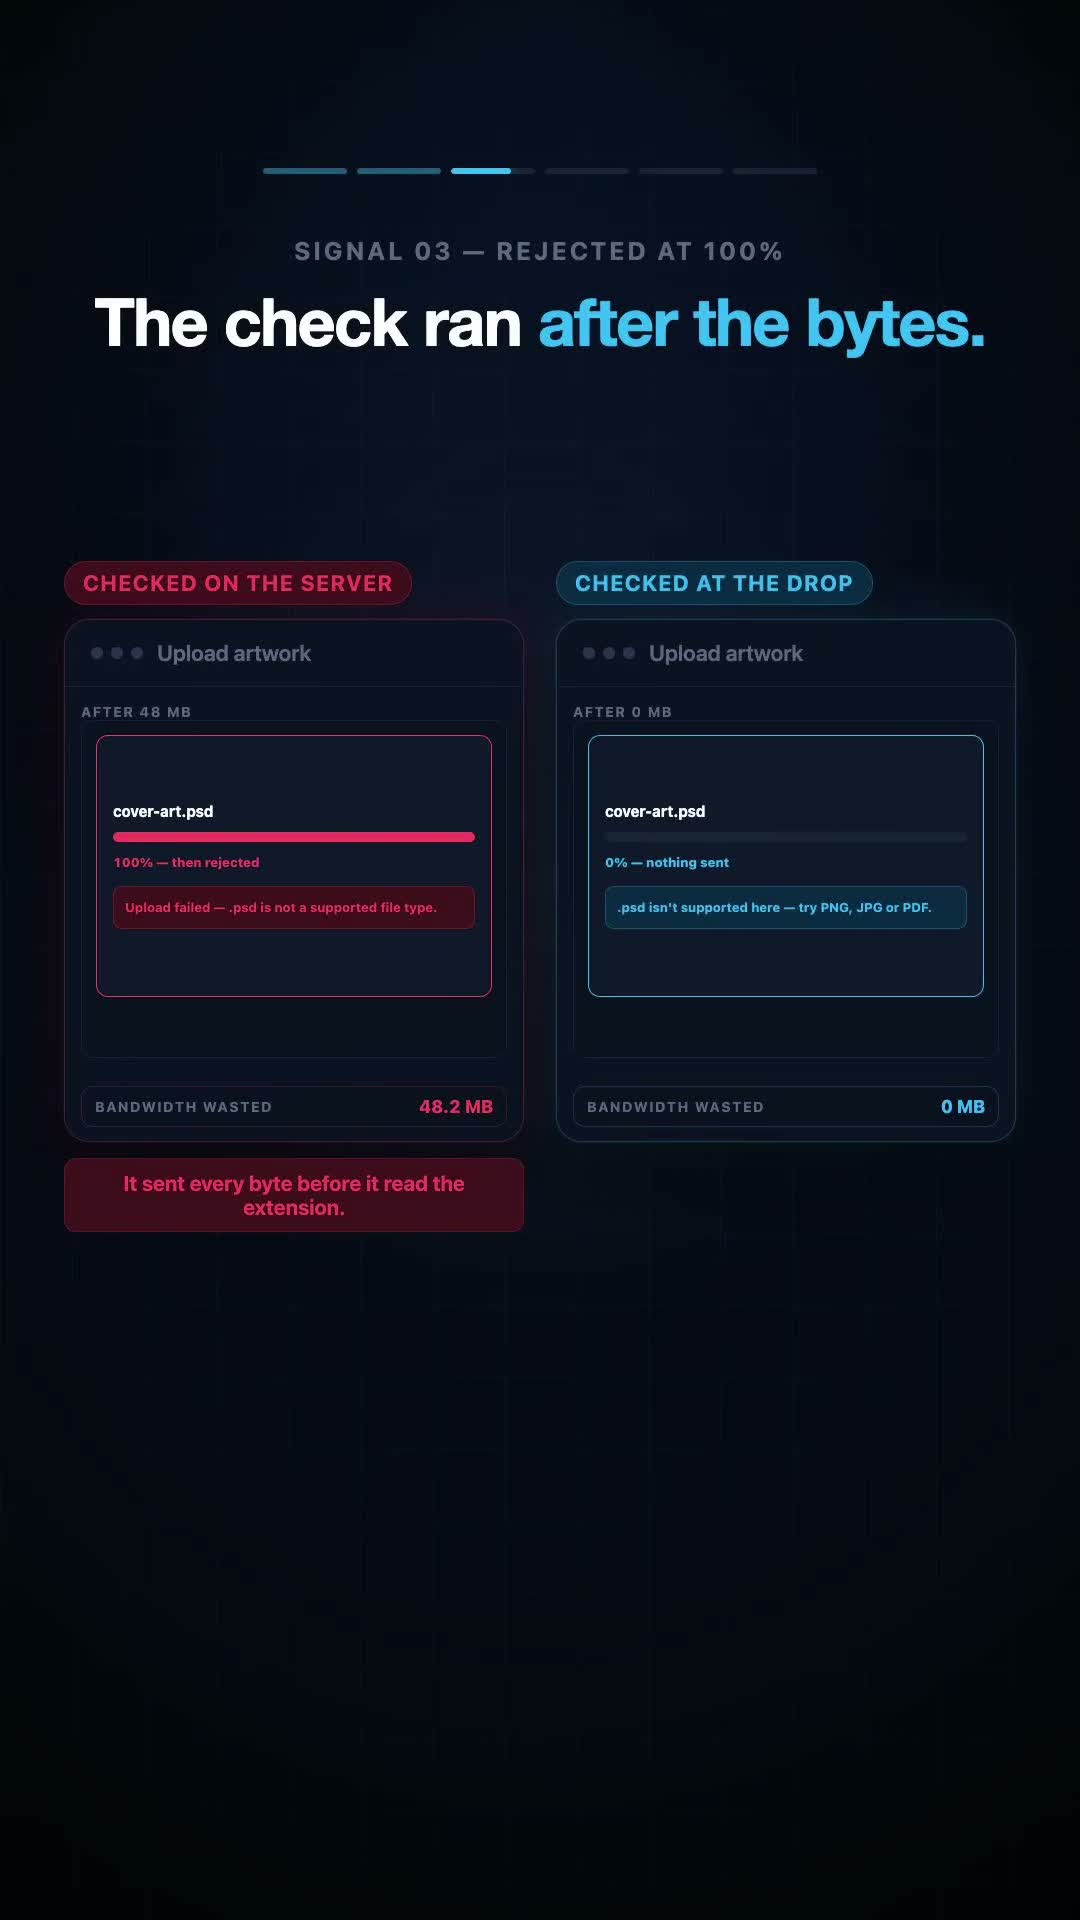 SIGNAL 03 — REJECTED AT 100%
The check ran after the bytes.
CHECKED ON THE SERVER
Upload artwork
AFTER 48 MB
cover-art.psd
100% — then rejected
Upload failed — .psd is not a supported file type.
BANDWIDTH WASTED 48.2 MB
It sent every byte before it read the
extension.
CHECKED AT THE DROP
Upload artwork
AFTER 0 MB
cover-art.psd
0% — nothing sent
.psd isn't supported here — try PNG, JPG or PDF.
BANDWIDTH WASTED 0 MB